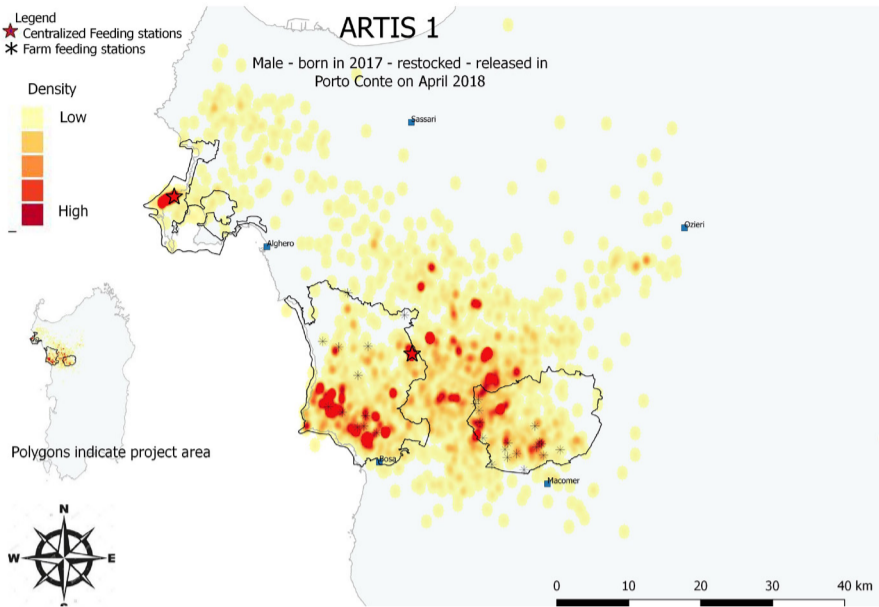 Legend
Centralized Feeding stations
Farm feeding stations
ARTIS 1
Male - born in 2017 - restocked - released in
Porto Conte on April 2018
Density
Low
High
Sassari
Ozieri
Alghero
Bosa
Macomer
Polygons indicate project area
N
W
E
S
0 10 20 30 40 km